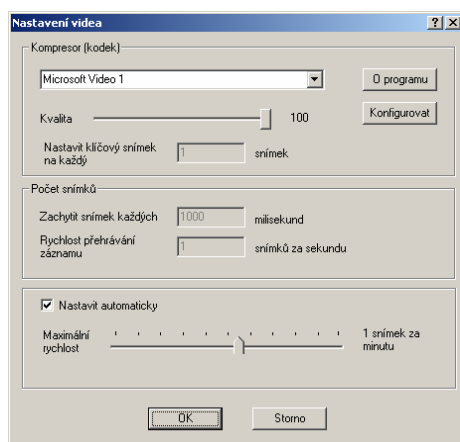 Nastavení videa
Kompresor (kodek)
Microsoft Video 1
O programu
Kvalita
100
Konfigurovat
Nastavit klíčový snímek
na každý
1
snímek
Počet snímků
Zachytit snímek každých
1000
milisekund
Rychlost přehrávání
záznamu
1
snímků za sekundu
Nastavit automaticky
Maximální
rychlost
1 snímek za
minutu
OK
Storno